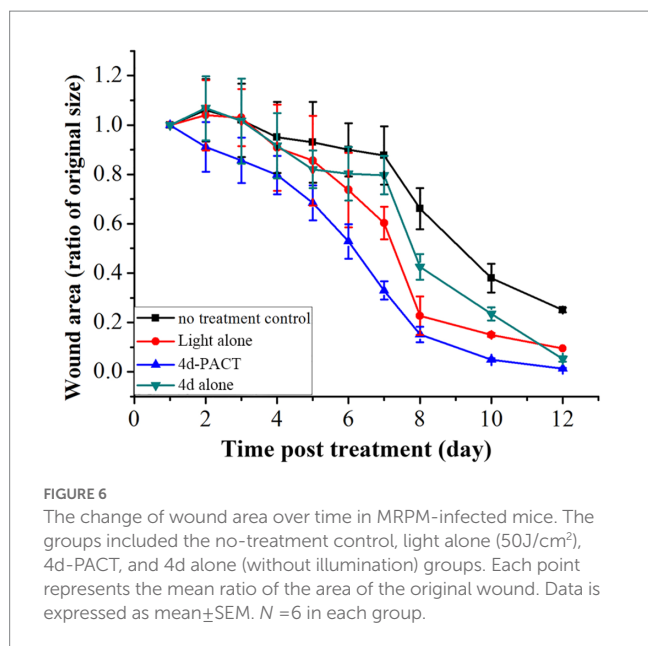 Wound area (ratio of original size)
1.2
1.0
0.8
0.6
0.4
0.2
0.0
no treatment control
Light alone
4d-PACT
4d alone
0 2 4 6 8 10 12
Time post treatment (day)
FIGURE 6
The change of wound area over time in MRPM-infected mice. The
groups included the no-treatment control, light alone (50J/cm²),
4d-PACT, and 4d alone (without illumination) groups. Each point
represents the mean ratio of the area of the original wound. Data is
expressed as mean±SEM. N =6 in each group.